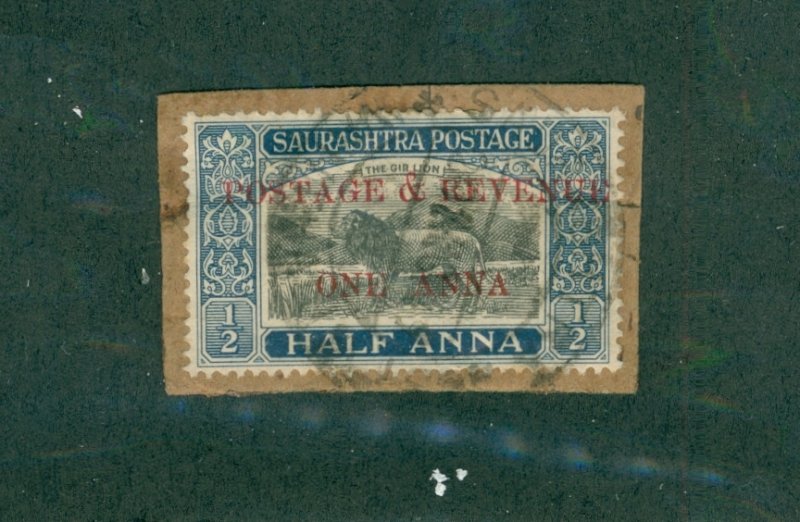 SAURASHTRA POSTAGE
THE GIR LION
POSTAGE & REVENUE
ONE ANNA
1/2 HALF ANNA 1/2